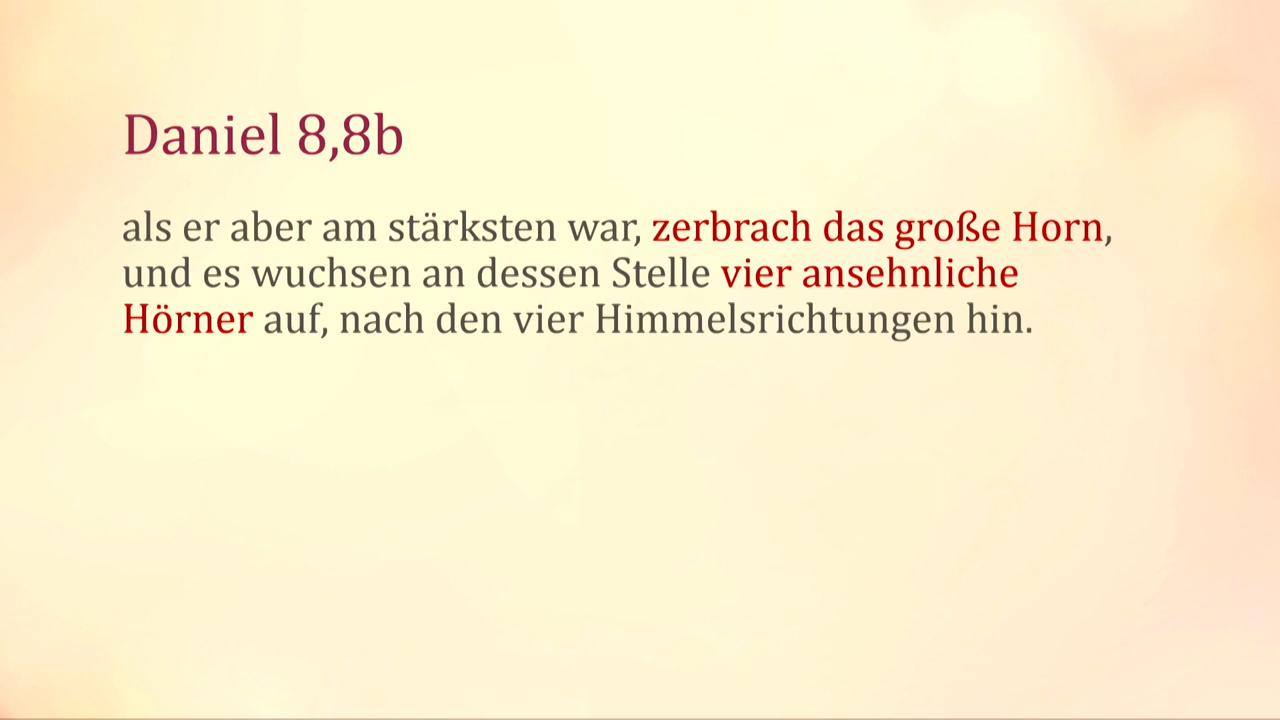 Daniel 8,8b
als er aber am stärksten war, zerbrach das große Horn,
und es wuchsen an dessen Stelle vier ansehnliche
Hörner auf, nach den vier Himmelsrichtungen hin.